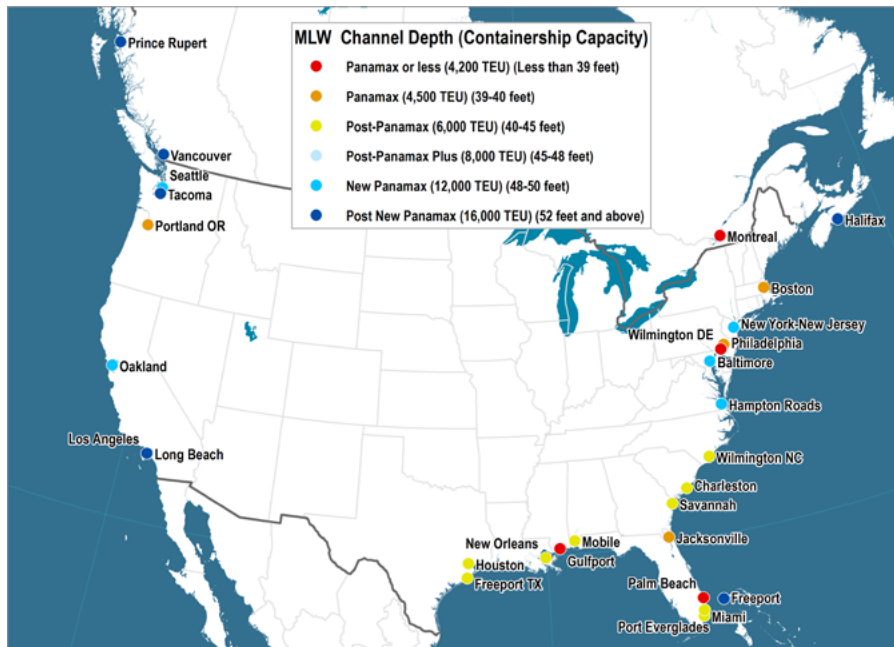 MLW Channel Depth (Containership Capacity)
Panamax or less (4,200 TEU) (Less than 39 feet)
Panamax (4,500 TEU) (39-40 feet)
Post-Panamax (6,000 TEU) (40-45 feet)
Post-Panamax Plus (8,000 TEU) (45-48 feet)
New Panamax (12,000 TEU) (48-50 feet)
Post New Panamax (16,000 TEU) (52 feet and above)
Prince Rupert
Vancouver
Seattle
Tacoma
Portland OR
Oakland
Los Angeles
Long Beach
Montreal
Halifax
Boston
New York-New Jersey
Wilmington DE
Philadelphia
Baltimore
Hampton Roads
Wilmington NC
Charleston
Savannah
Jacksonville
New Orleans
Mobile
Gulfport
Houston
Freeport TX
Palm Beach
Freeport
Miami
Port Everglades